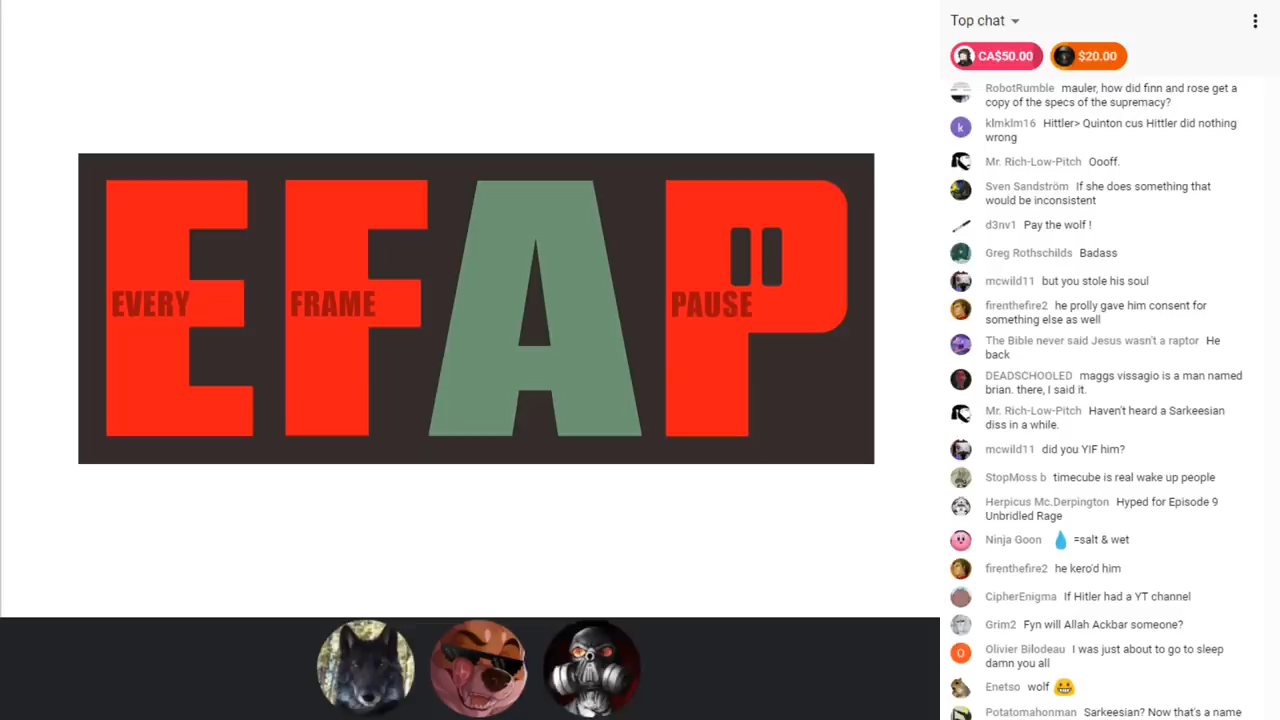 EVERY FRAME A PAUSE
EFAP
Top chat
CA$50.00 $20.00
RobotRumble mauler, how did finn and rose get a
copy of the specs of the supremacy?
klmklm16 Hittler> Quinton cus Hittler did nothing
wrong
Mr. Rich-Low-Pitch Oooff.
Sven Sandström If she does something that
would be inconsistent
d3nv1 Pay the wolf !
Greg Rothschilds Badass
mcwild11 but you stole his soul
firenthefire2 he prolly gave him consent for
something else as well
The Bible never said Jesus wasn't a raptor He
back
DEADSCHOOLED maggs vissagio is a man named
brian. there, I said it.
Mr. Rich-Low-Pitch Haven't heard a Sarkeesian
diss in a while.
mcwild11 did you YIF him?
StopMoss b timecube is real wake up people
Herpicus Mc.Derpington Hyped for Episode 9
Unbridled Rage
Ninja Goon 💧 =salt & wet
firenthefire2 he kero'd him
CipherEnigma If Hitler had a YT channel
Grim2 Fyn will Allah Ackbar someone?
Olivier Bilodeau I was just about to go to sleep
damn you all
Enetso wolf 😬
Potatomahonman Sarkeesian? Now that's a name